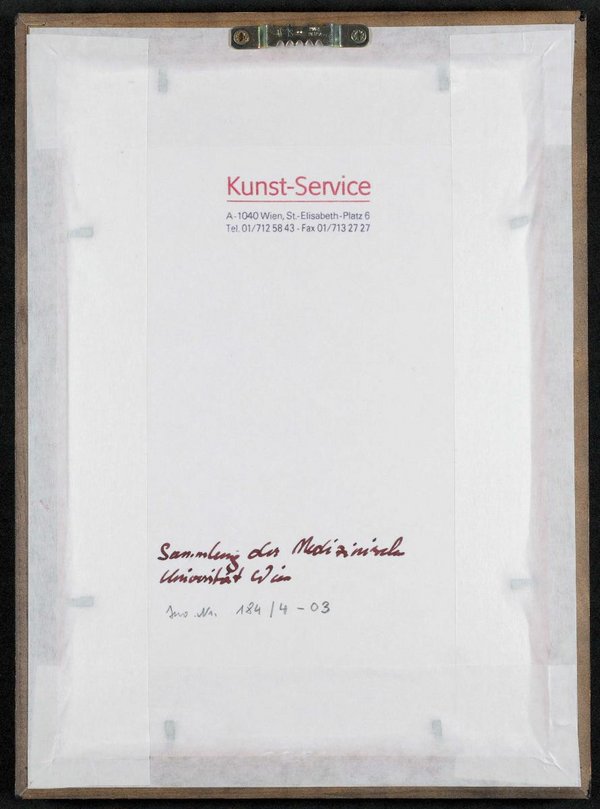 Kunst-Service
A-1040 Wien, St.-Elisabeth-Platz 6
Tel. 01/712 58 43 - Fax 01/713 27 27
Sammlung der Medizinische
Universität Wien
Inv. Nr. 184/4-03